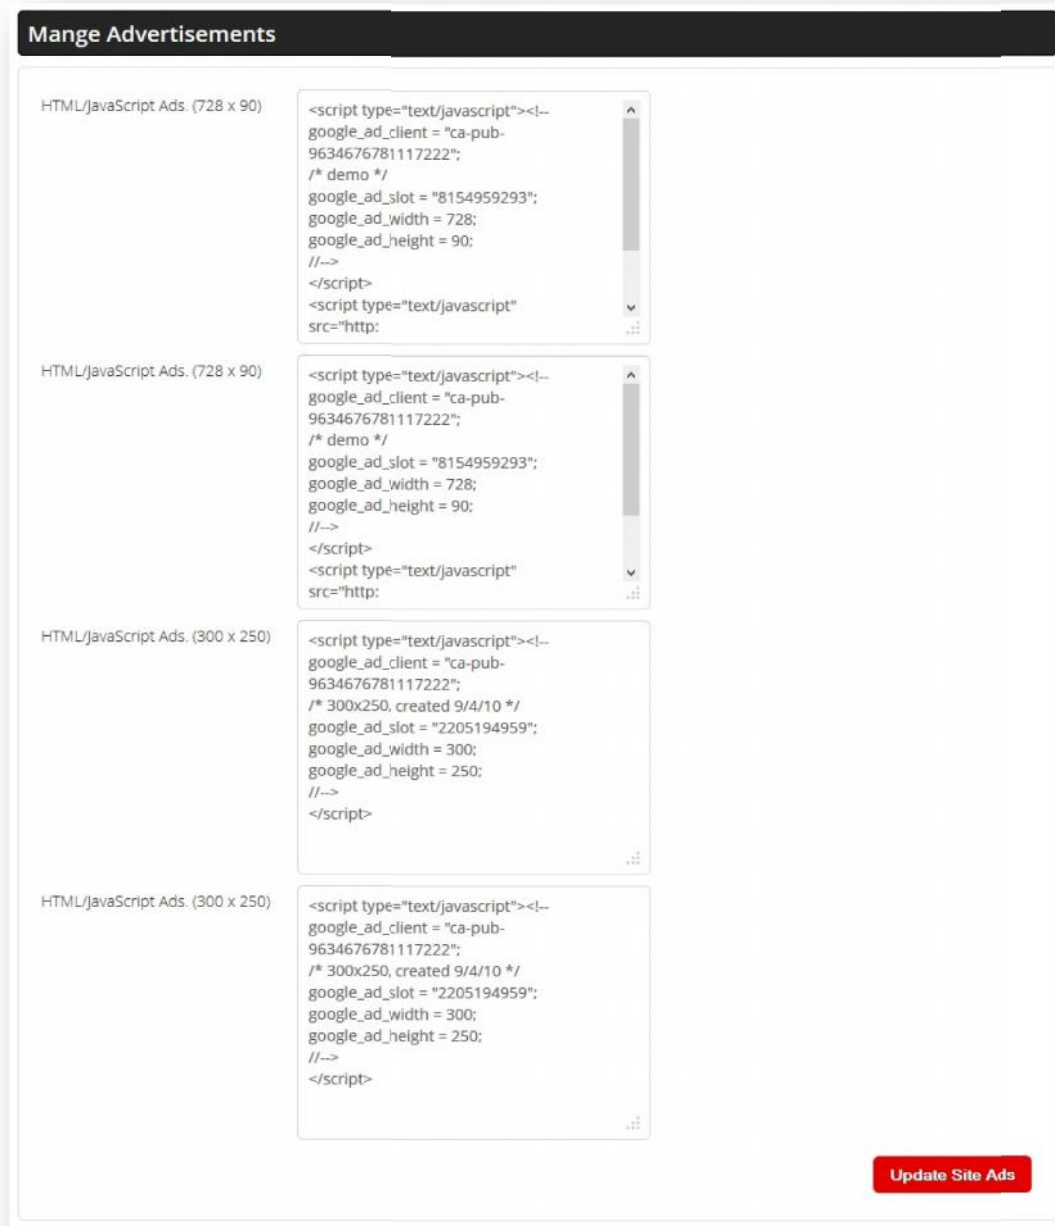 Mange Advertisements
HTML/JavaScript Ads. (728 x 90)
<script type="text/javascript"><!--
google_ad_client = "ca-pub-
9634676781117222";
/* demo */
google_ad_slot = "8154959293";
google_ad_width = 728;
google_ad_height = 90;
//-->
</script>
<script type="text/javascript"
src="http:
HTML/JavaScript Ads. (728 x 90)
<script type="text/javascript"><!--
google_ad_client = "ca-pub-
9634676781117222";
/* demo */
google_ad_slot = "8154959293";
google_ad_width = 728;
google_ad_height = 90;
//-->
</script>
<script type="text/javascript"
src="http:
HTML/JavaScript Ads. (300 x 250)
<script type="text/javascript"><!--
google_ad_client = "ca-pub-
9634676781117222";
/* 300x250, created 9/4/10 */
google_ad_slot = "2205194959";
google_ad_width = 300;
google_ad_height = 250;
//-->
</script>
HTML/JavaScript Ads. (300 x 250)
<script type="text/javascript"><!--
google_ad_client = "ca-pub-
9634676781117222";
/* 300x250, created 9/4/10 */
google_ad_slot = "2205194959";
google_ad_width = 300;
google_ad_height = 250;
//-->
</script>
Update Site Ads